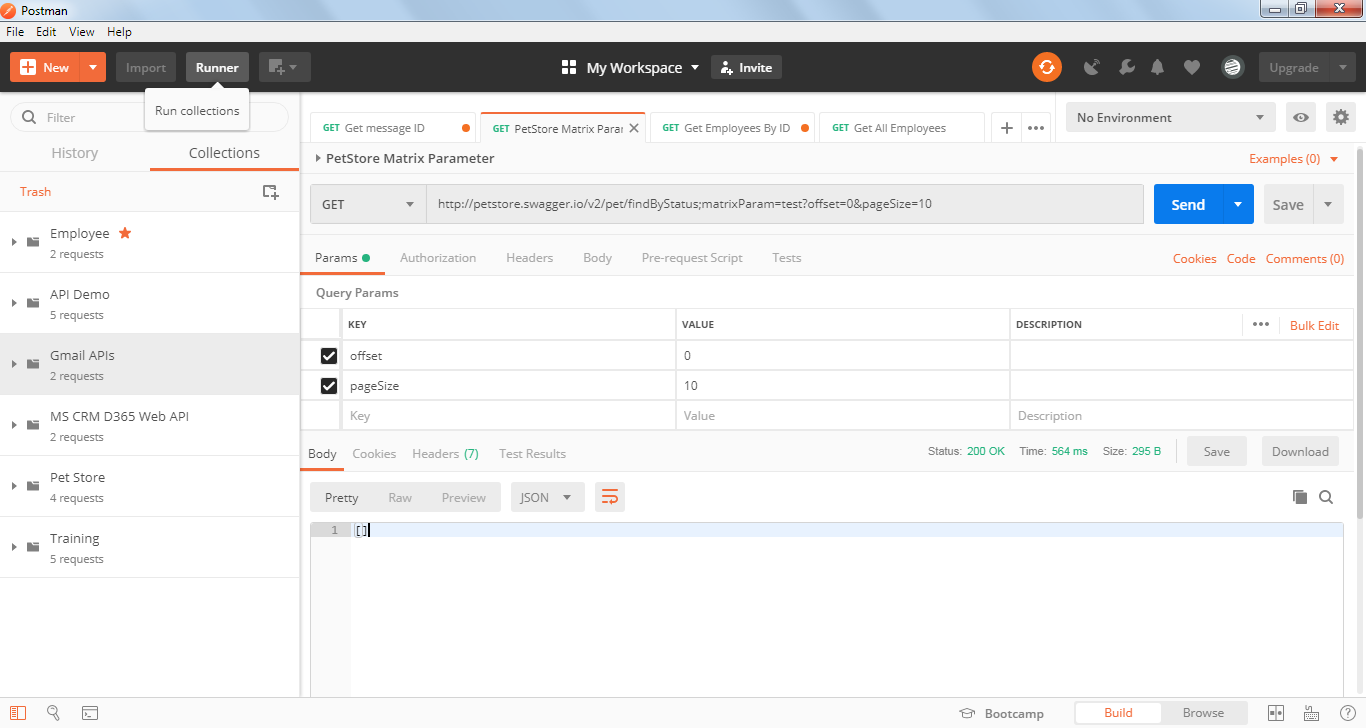 Postman
File Edit View Help
New Import Runner My Workspace Invite Upgrade
Run collections
Filter
History Collections
Trash
Employee
2 requests
API Demo
5 requests
Gmail APIs
2 requests
MS CRM D365 Web API
2 requests
Pet Store
4 requests
Training
5 requests
GET Get message ID GET PetStore Matrix Parar GET Get Employees By ID GET Get All Employees No Environment
PetStore Matrix Parameter Examples (0)
GET http://petstore.swagger.io/v2/pet/findByStatus;matrixParam=test?offset=0&pageSize=10 Send Save
Params Authorization Headers Body Pre-request Script Tests Cookies Code Comments (0)
Query Params
KEY VALUE DESCRIPTION Bulk Edit
offset 0
pageSize 10
Key Value Description
Body Cookies Headers (7) Test Results Status: 200 OK Time: 564 ms Size: 295 B Save Download
Pretty Raw Preview JSON
1 []
Bootcamp Build Browse